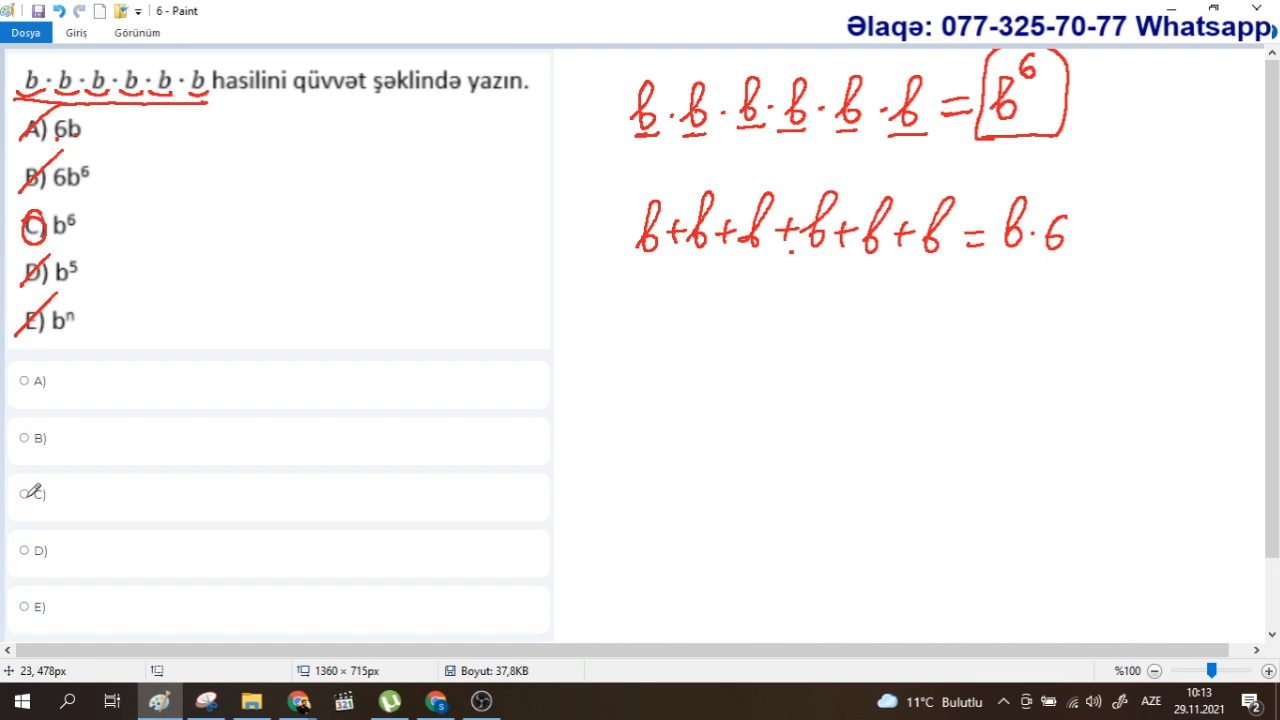 6 - Paint
Əlaqə: 077-325-70-77 Whatsapp
Dosya Giriş Görünüm
b · b · b · b · b · b hasilini qüvvət şəklində yazın.
A) 6b
B) 6b⁶
C) b⁶
D) b⁵
E) bⁿ
b · b · b · b · b · b = b⁶
b+b+b+b+b+b = b·6
A)
B)
C)
D)
E)
23, 478px
1360 × 715px
Boyut: 37,8KB
%100
11°C Bulutlu
AZE
10:13
29.11.2021
2